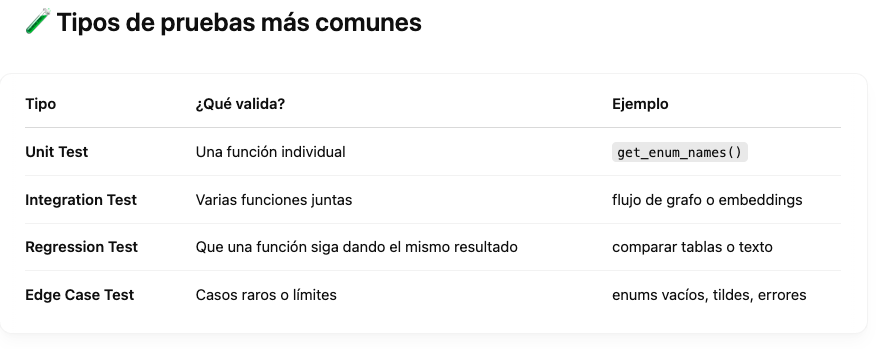 🧪 Tipos de pruebas más comunes
Tipo ¿Qué valida? Ejemplo
Unit Test Una función individual get_enum_names()
Integration Test Varias funciones juntas flujo de grafo o embeddings
Regression Test Que una función siga dando el mismo resultado comparar tablas o texto
Edge Case Test Casos raros o límites enums vacíos, tildes, errores